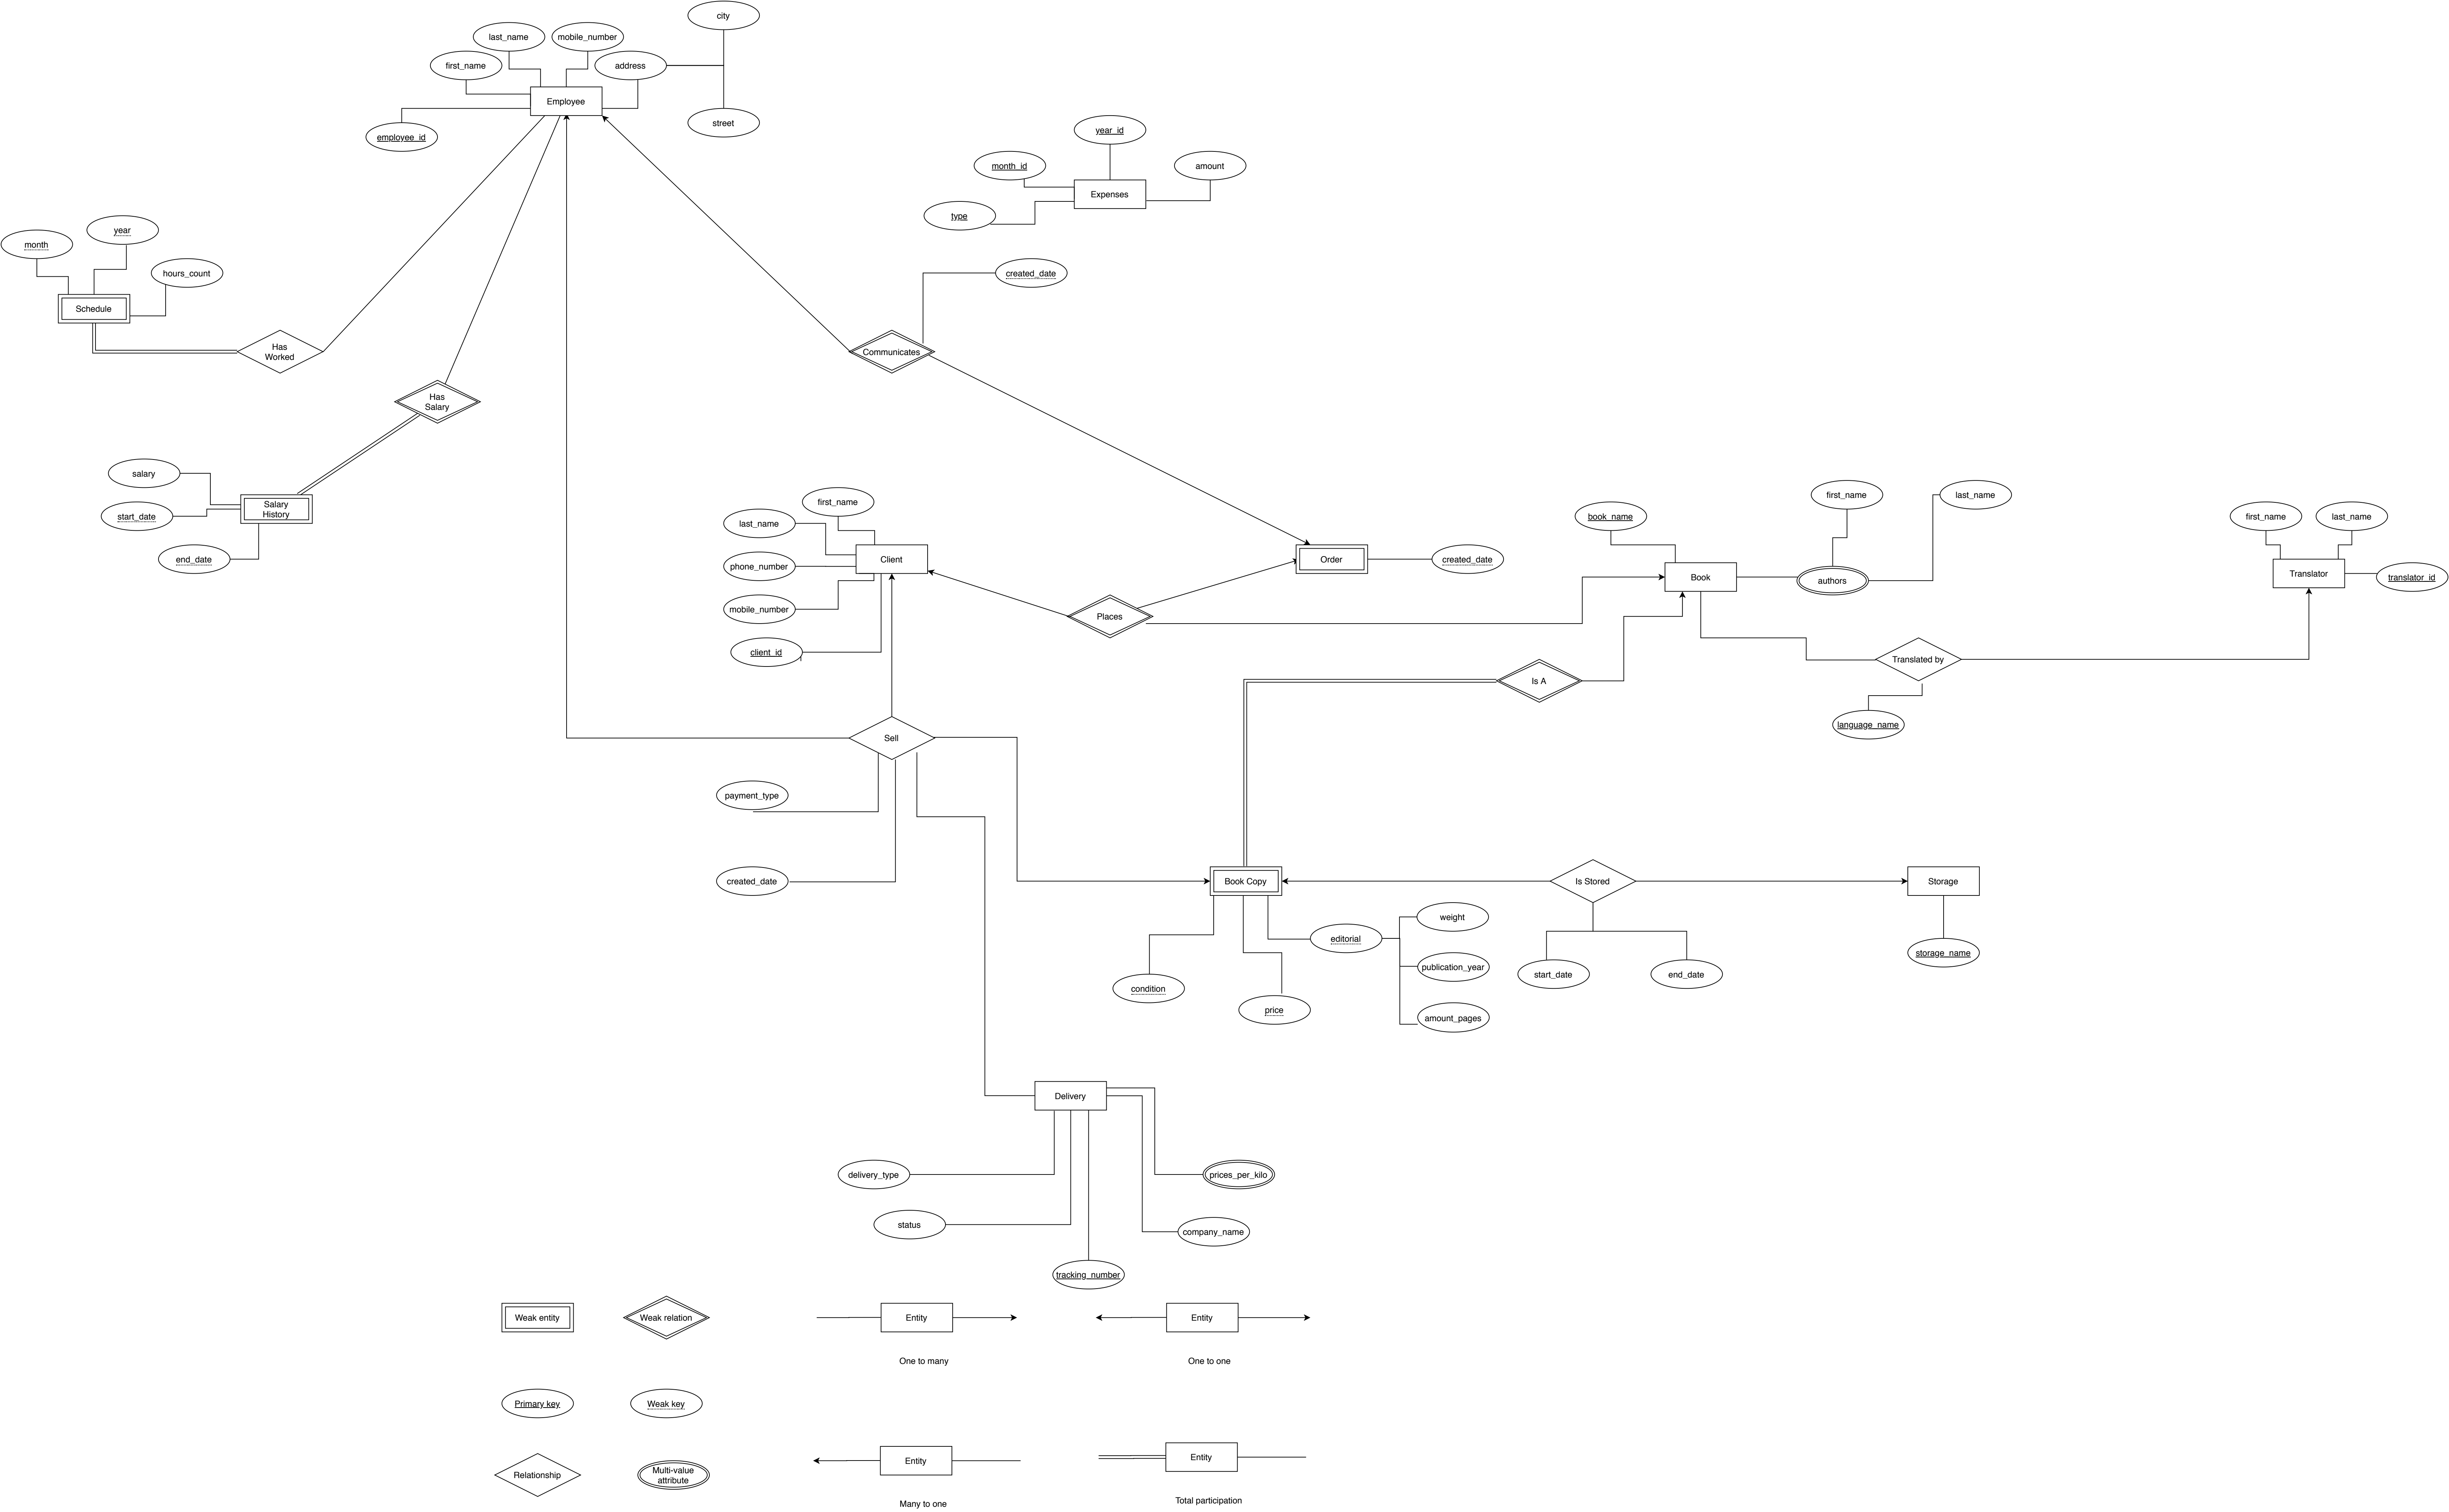 city
last_name
mobile_number
first_name
address
Employee
street
employee_id
year_id
month_id
amount
Expenses
type
year
month
hours_count
created_date
Schedule
Has
Worked
Communicates
Has
Salary
salary
start_date
Salary
History
end_date
first_name
last_name
phone_number
Client
mobile_number
client_id
Order
created_date
Places
book_name
first_name
last_name
Book
authors
first_name
last_name
Translator
translator_id
Translated by
Is A
language_name
Sell
payment_type
created_date
Book Copy
Is Stored
Storage
weight
editorial
publication_year
start_date
end_date
storage_name
condition
price
amount_pages
Delivery
delivery_type
prices_per_kilo
status
company_name
tracking_number
Weak entity
Weak relation
Entity
Entity
One to many
One to one
Primary key
Weak key
Entity
Entity
Relationship
Multi-value
attribute
Many to one
Total participation